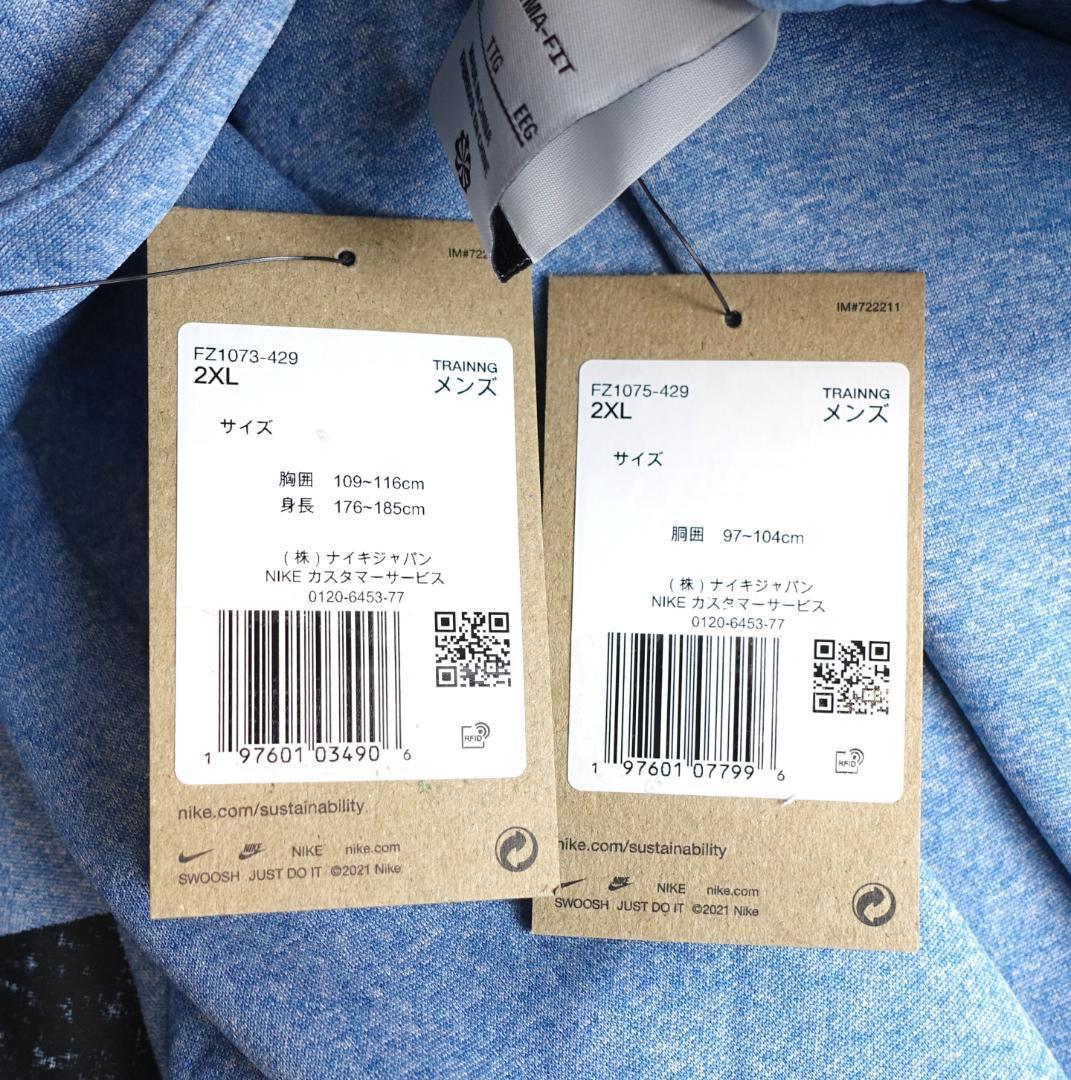 MA-FIT
TTG
EEG
IM#722
FZ1073-429
2XL
TRAINNG
メンズ
サイズ
胸囲 109~116cm
身長 176~185cm
(株)ナイキジャパン
NIKE カスタマーサービス
0120-6453-77
1 97601 03490 6
RFID
nike.com/sustainability
NIKE nike.com
SWOOSH JUST DO IT ©2021 Nike
IM#722211
FZ1075-429
2XL
TRAINNG
メンズ
サイズ
胴囲 97~104cm
(株)ナイキジャパン
NIKE カスタマーサービス
0120-6453-77
1 97601 07799 6
RFID
nike.com/sustainability
NIKE nike.com
SWOOSH JUST DO IT ©2021 Nike